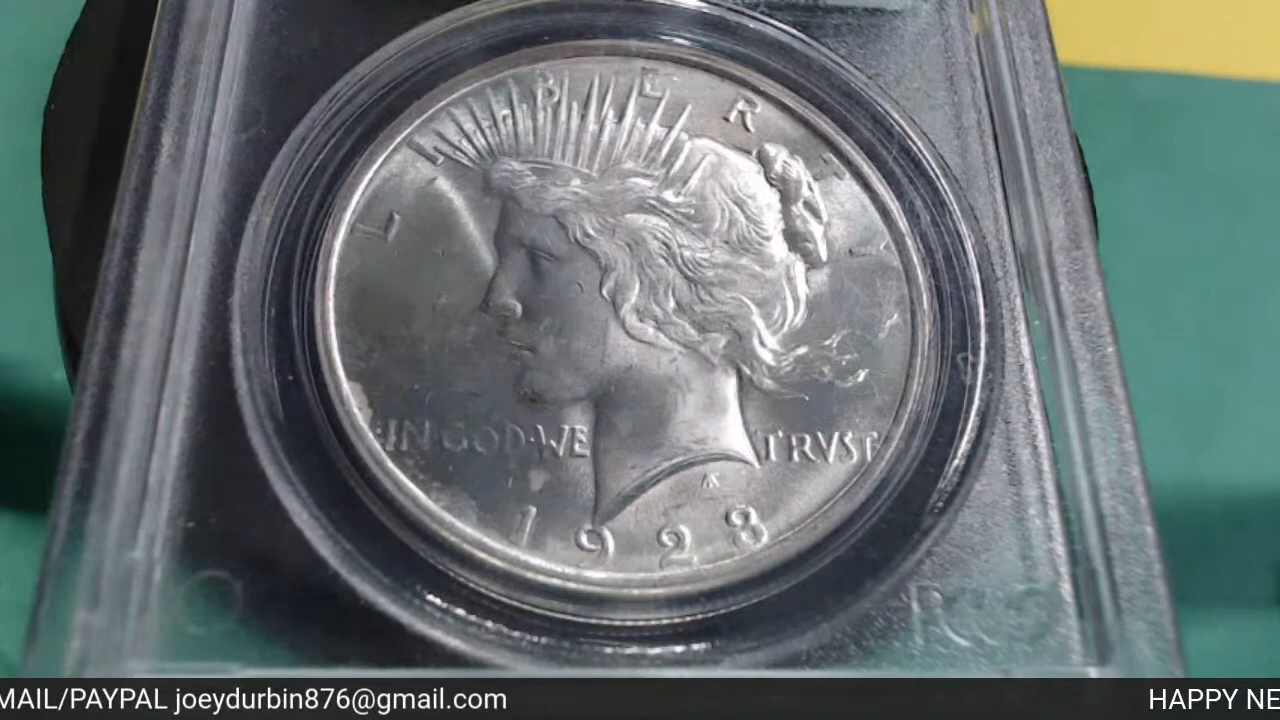 LIBERTY
IN GOD WE TRVST
1923
MAIL/PAYPAL joeydurbin876@gmail.com
HAPPY NE